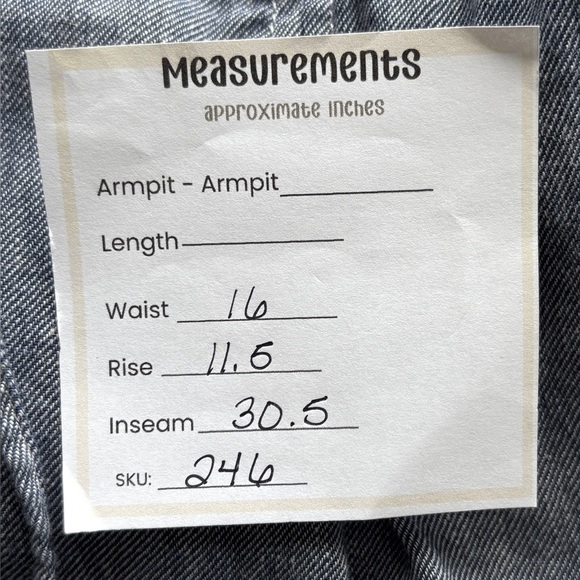 Measurements
approximate inches
Armpit - Armpit
Length
Waist 16
Rise 11.5
Inseam 30.5
SKU: 246